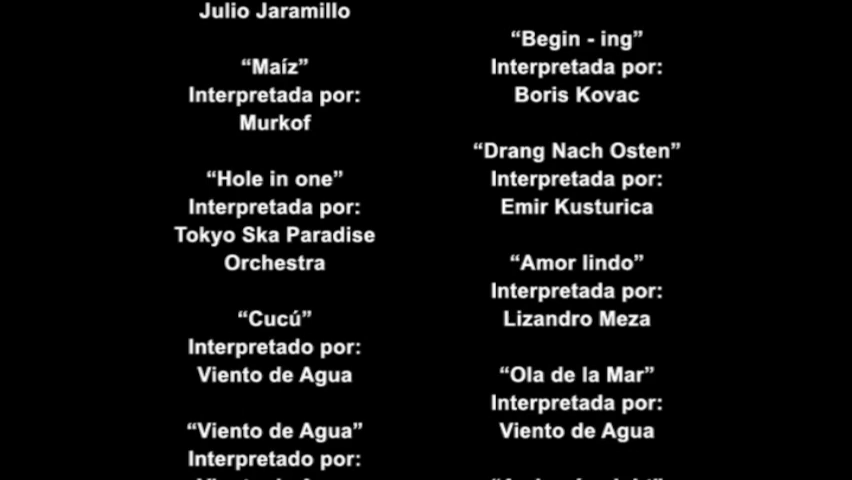 Julio Jaramillo
“Maíz”
Interpretada por:
Murkof
“Hole in one”
Interpretada por:
Tokyo Ska Paradise
Orchestra
“Cucú”
Interpretado por:
Viento de Agua
“Viento de Agua”
Interpretado por:
“Begin - ing”
Interpretada por:
Boris Kovac
“Drang Nach Osten”
Interpretada por:
Emir Kusturica
“Amor lindo”
Interpretada por:
Lizandro Meza
“Ola de la Mar”
Interpretada por:
Viento de Agua